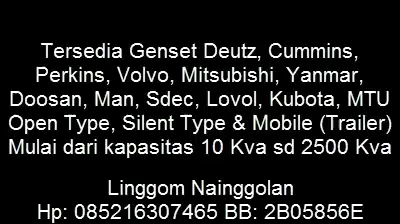 Tersedia Genset Deutz, Cummins,
Perkins, Volvo, Mitsubishi, Yanmar,
Doosan, Man, Sdec, Lovol, Kubota, MTU
Open Type, Silent Type & Mobile (Trailer)
Mulai dari kapasitas 10 Kva sd 2500 Kva
Linggom Nainggolan
Hp: 085216307465 BB: 2B05856E